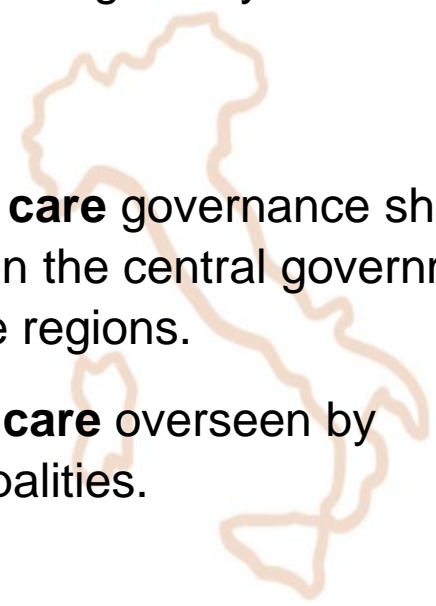 care governance sh
n the central governm
e regions.
care overseen by
palities.